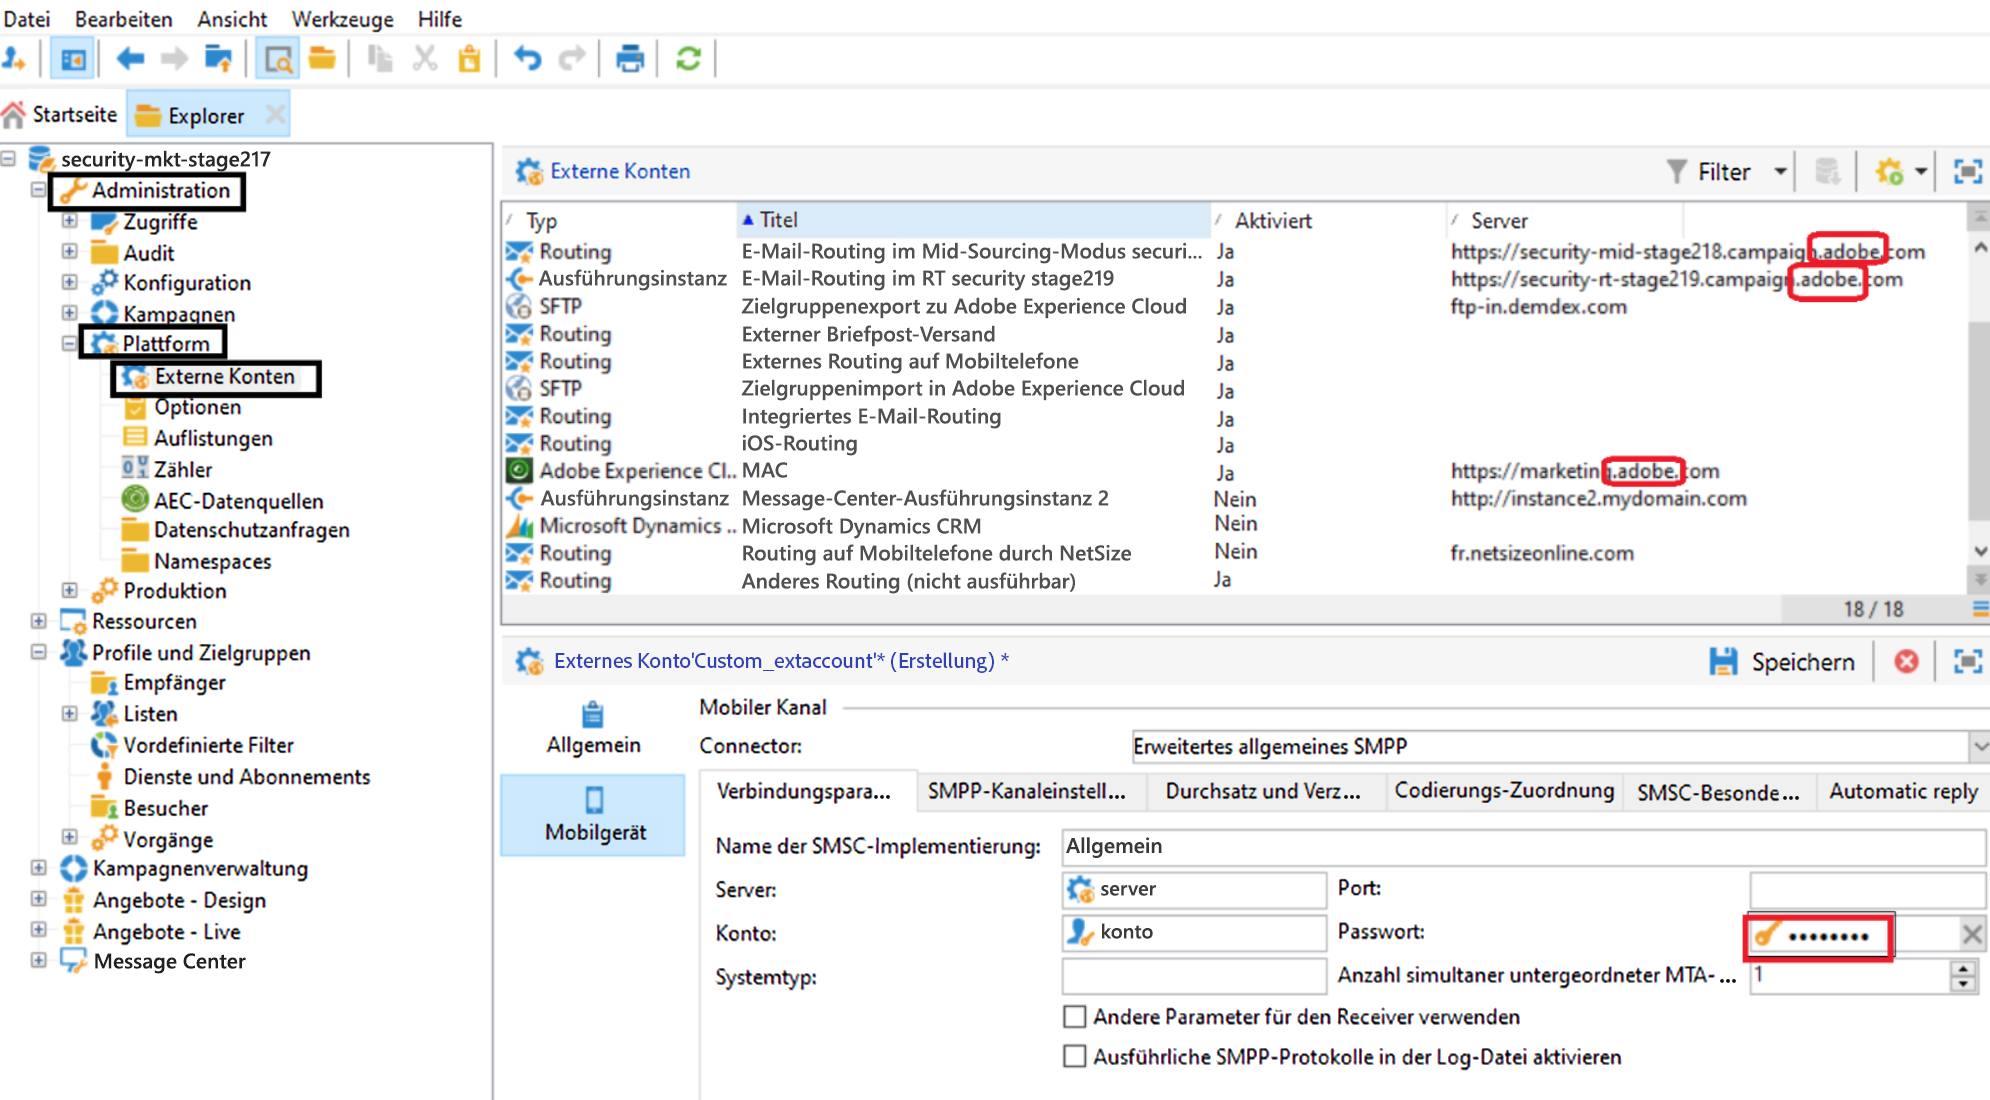 Datei Bearbeiten Ansicht Werkzeuge Hilfe
Startseite Explorer
security-mkt-stage217
Administration
Zugriffe
Audit
Konfiguration
Kampagnen
Plattform
Externe Konten
Optionen
Auflistungen
Zähler
AEC-Datenquellen
Datenschutzanfragen
Namespaces
Produktion
Ressourcen
Profile und Zielgruppen
Empfänger
Listen
Vordefinierte Filter
Dienste und Abonnements
Besucher
Vorgänge
Kampagnenverwaltung
Angebote - Design
Angebote - Live
Message Center
Externe Konten Filter
Typ Titel Aktiviert Server
Routing E-Mail-Routing im Mid-Sourcing-Modus securi... Ja https://security-mid-stage218.campaign.adobe.com
Ausführungsinstanz E-Mail-Routing im RT security stage219 Ja https://security-rt-stage219.campaign.adobe.com
SFTP Zielgruppenexport zu Adobe Experience Cloud Ja ftp-in.demdex.com
Routing Externer Briefpost-Versand Ja
Routing Externes Routing auf Mobiltelefone Ja
SFTP Zielgruppenimport in Adobe Experience Cloud Ja
Routing Integriertes E-Mail-Routing Ja
Routing iOS-Routing Ja
Adobe Experience Cl.. MAC Ja https://marketing.adobe.com
Ausführungsinstanz Message-Center-Ausführungsinstanz 2 Nein http://instance2.mydomain.com
Microsoft Dynamics .. Microsoft Dynamics CRM Nein
Routing Routing auf Mobiltelefone durch NetSize Nein fr.netsizeonline.com
Routing Anderes Routing (nicht ausführbar) Ja
18 / 18
Externes Konto'Custom_extaccount'* (Erstellung) * Speichern
Allgemein
Mobilgerät
Mobiler Kanal
Connector: Erweitertes allgemeines SMPP
Verbindungspara... SMPP-Kanaleinstell... Durchsatz und Verz... Codierungs-Zuordnung SMSC-Besonde... Automatic reply
Name der SMSC-Implementierung: Allgemein
Server: server Port:
Konto: konto Passwort: ••••••••
Systemtyp: Anzahl simultaner untergeordneter MTA- ... 1
Andere Parameter für den Receiver verwenden
Ausführliche SMPP-Protokolle in der Log-Datei aktivieren